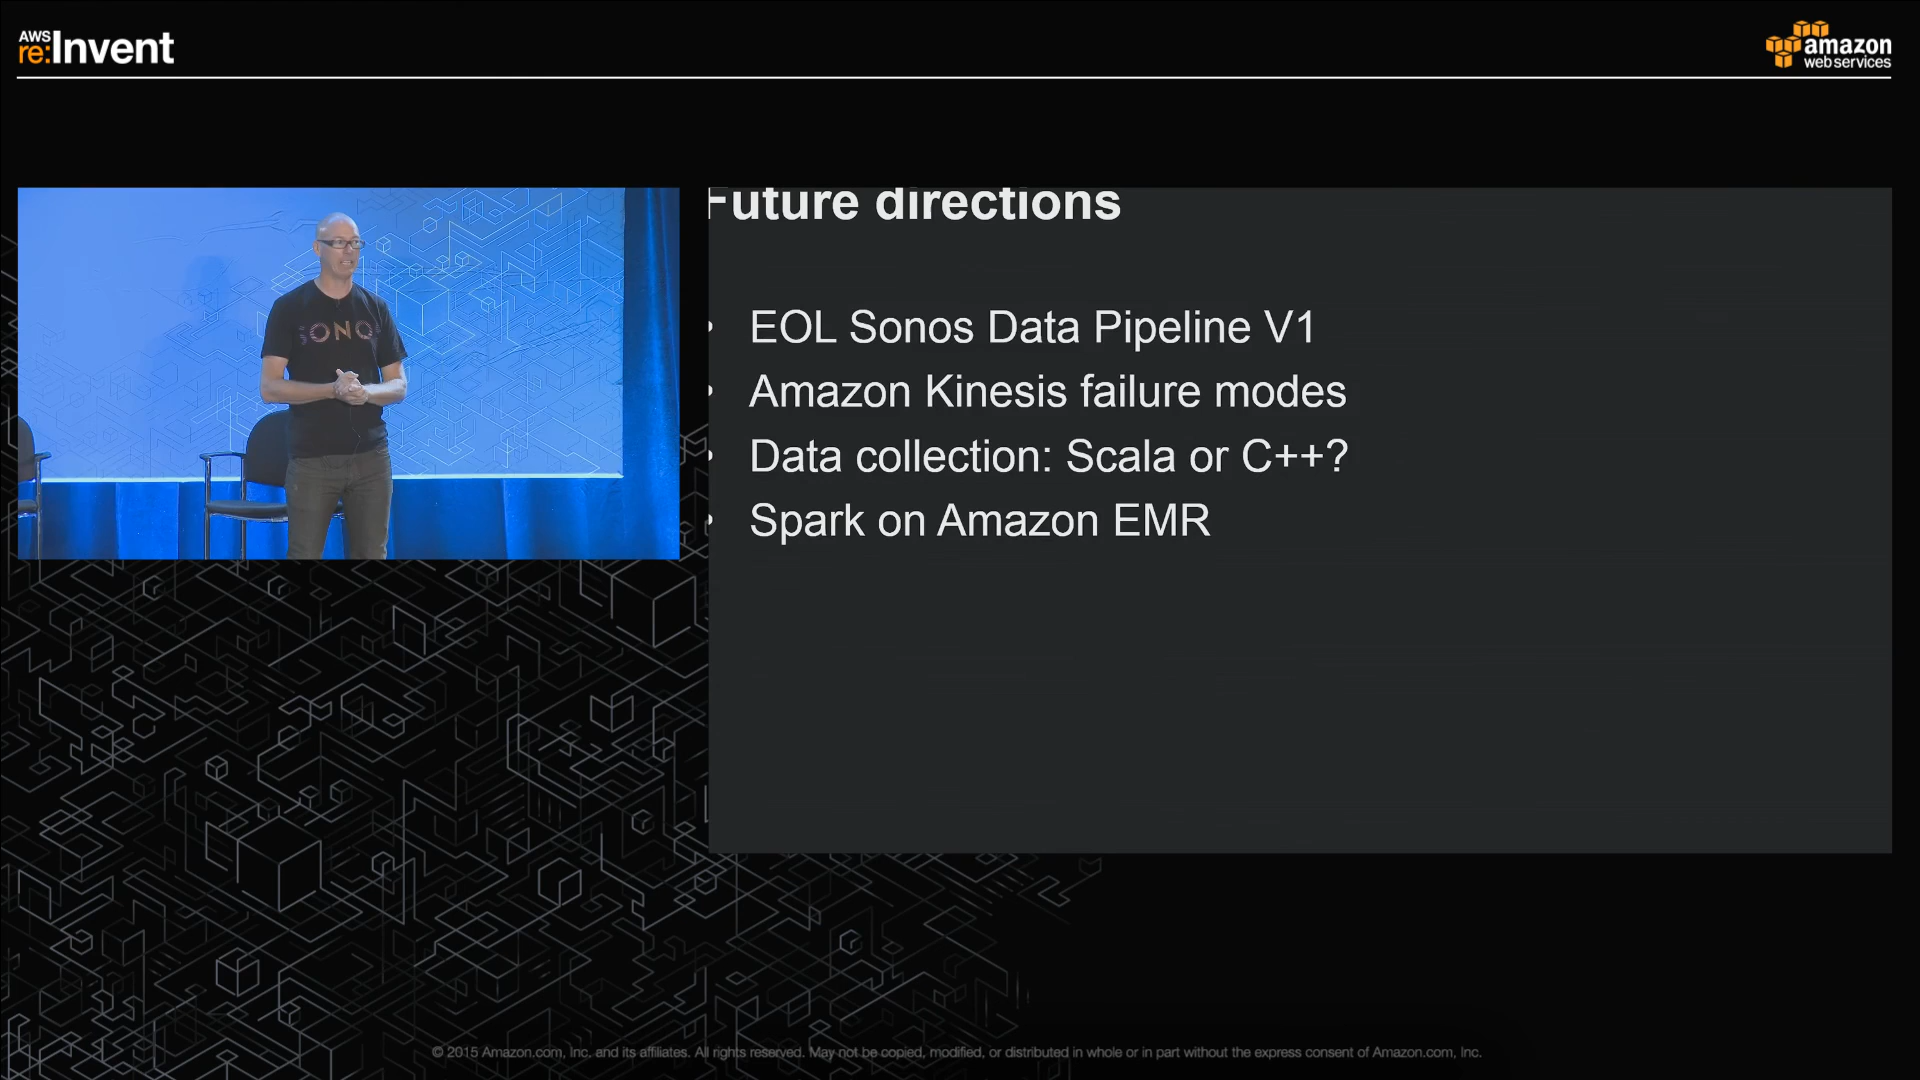 AWS
re:Invent
amazon
web services
SONOS
Future directions
• EOL Sonos Data Pipeline V1
• Amazon Kinesis failure modes
• Data collection: Scala or C++?
• Spark on Amazon EMR
© 2015 Amazon.com, Inc. and its affiliates. All rights reserved. May not be copied, modified, or distributed in whole or in part without the express consent of Amazon.com, Inc.